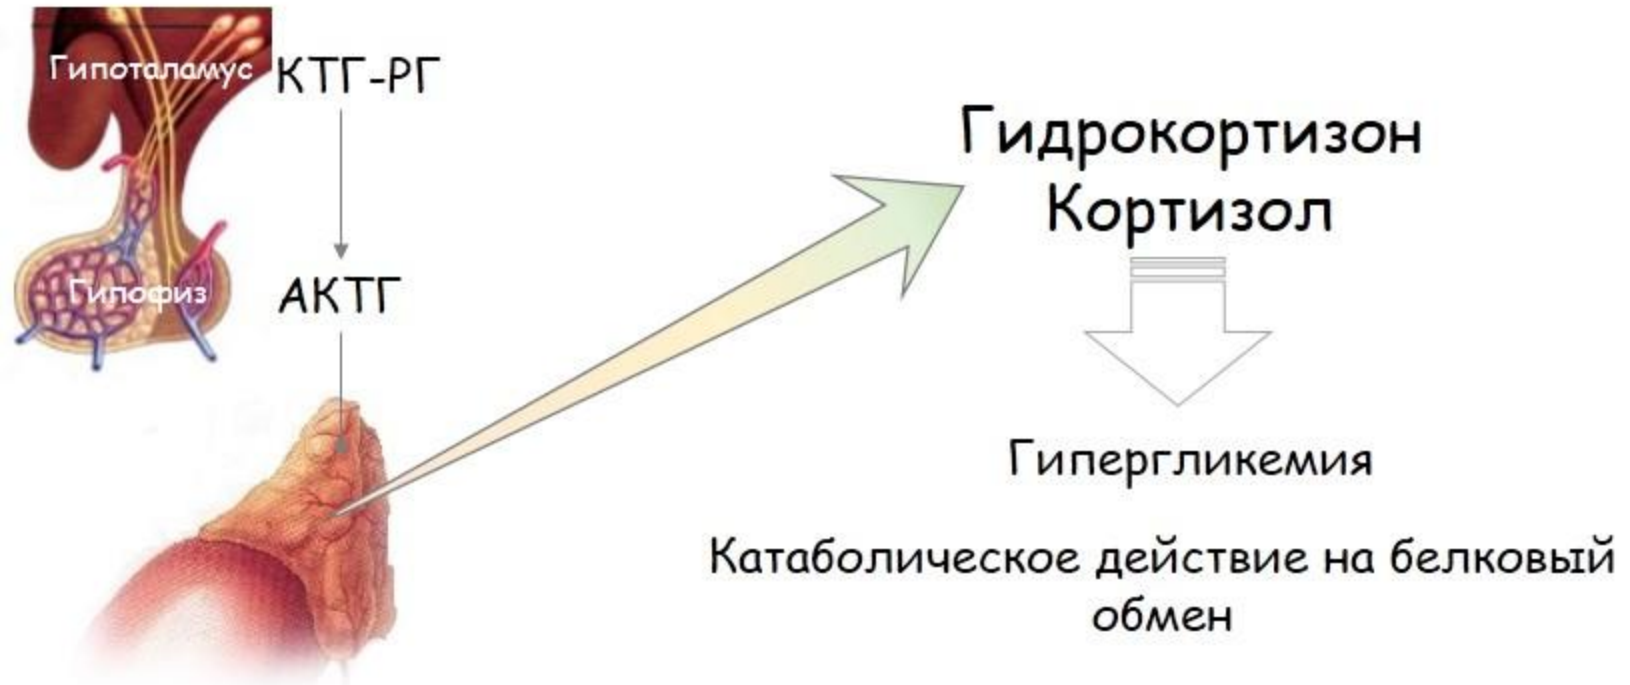 Гипоталамус
КТГ-РГ
Гипофиз
АКТГ
Гидрокортизон
Кортизол
Гипергликемия
Катаболическое действие на белковый
обмен